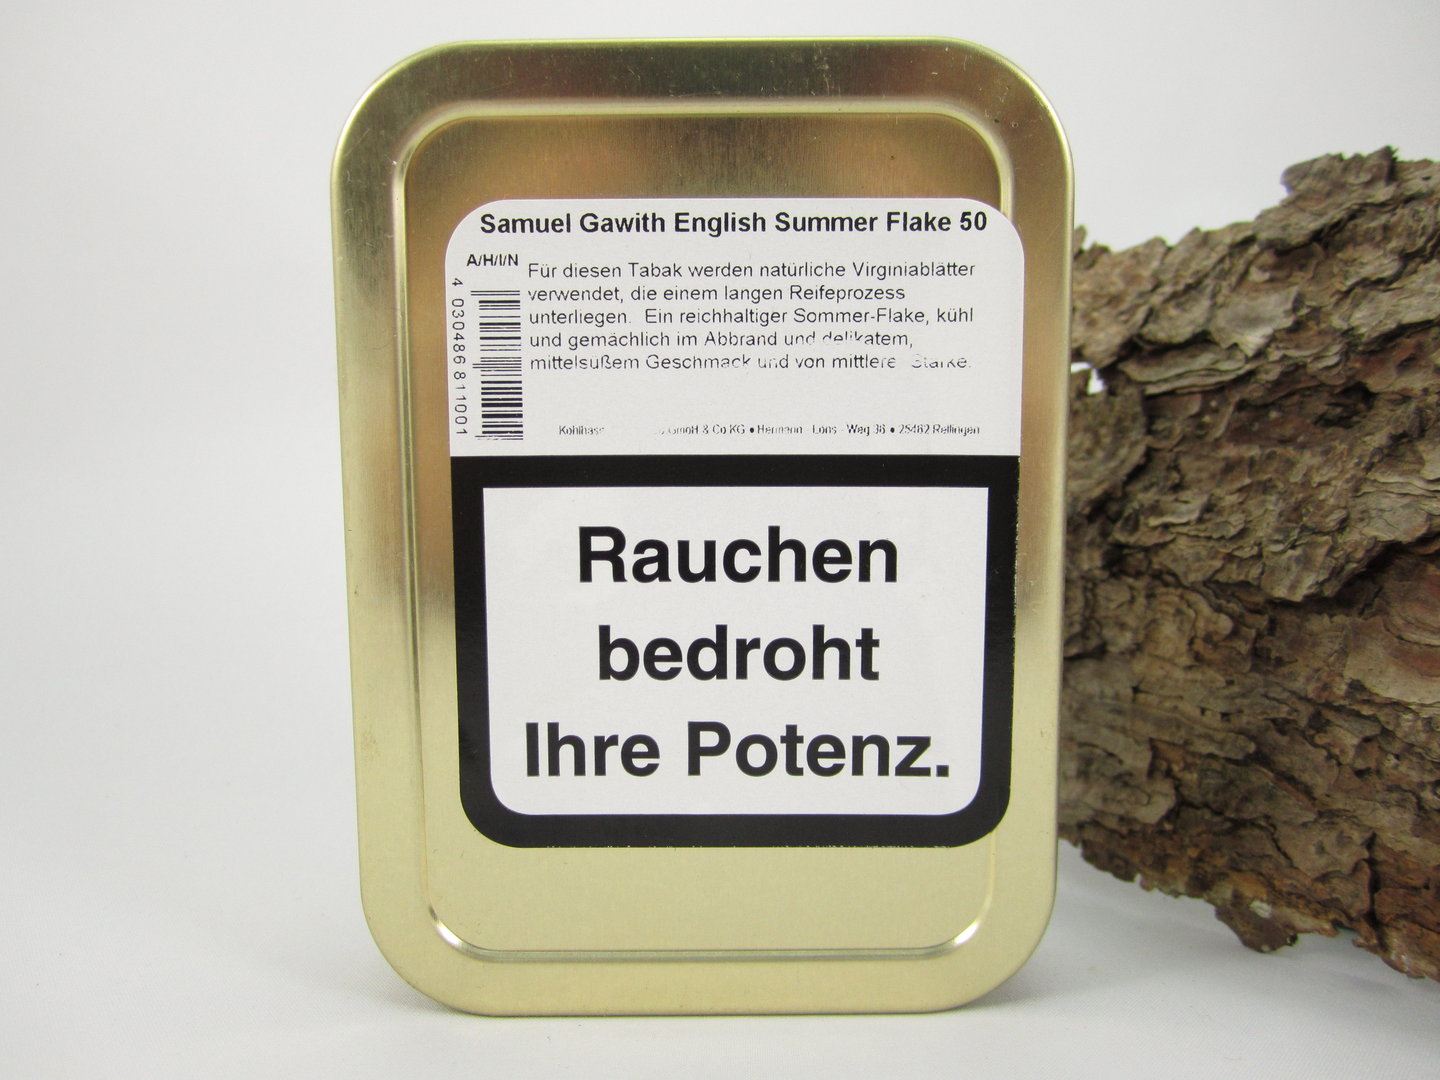 Samuel Gawith English Summer Flake 50
A/H/I/N
4 030486 811001
Für diesen Tabak werden natürliche Virginiablätter
verwendet, die einem langen Reifeprozess
unterliegen. Ein reichhaltiger Sommer-Flake, kühl
und gemächlich im Abbrand und delikatem,
mittelsüßem Geschmack und von mittlere Stärke.
GmbH & Co KG • Hermann - Löns - Weg 36 • 25462 Rellingen
Rauchen
bedroht
Ihre Potenz.